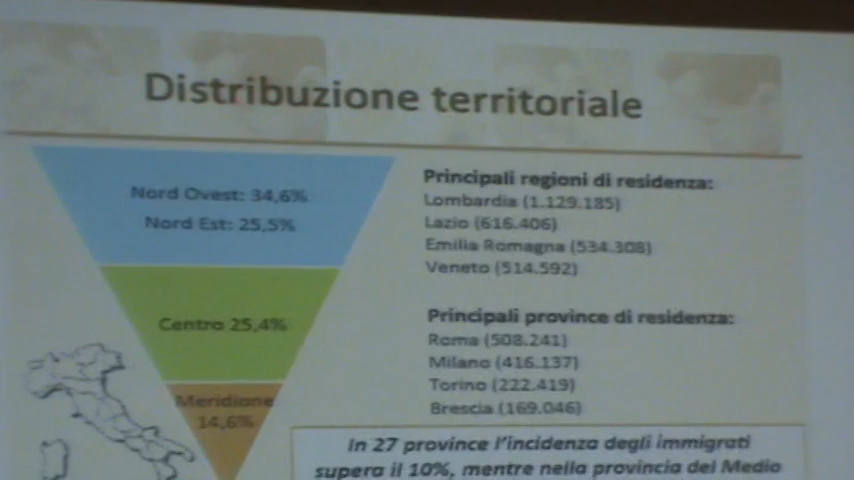 Distribuzione territoriale
Nord Ovest: 34,6%
Nord Est: 25,5%
Centro 25,4%
Meridione
14,6%
Principali regioni di residenza:
Lombardia (1.129.185)
Lazio (616.406)
Emilia Romagna (534.308)
Veneto (514.592)
Principali province di residenza:
Roma (508.241)
Milano (416.137)
Torino (222.419)
Brescia (169.046)
In 27 province l'incidenza degli immigrati
supera il 10%, mentre nella provincia del Medio